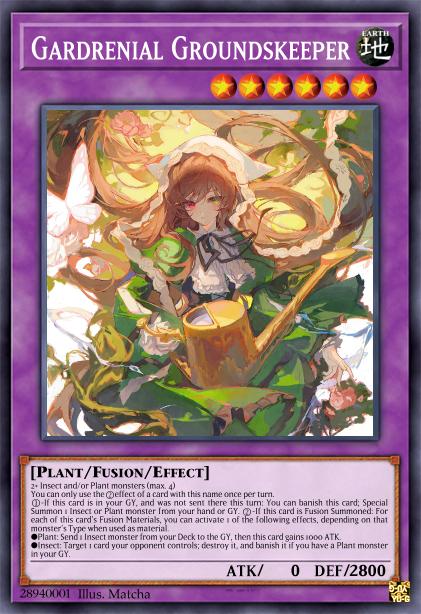 GARDRENIAL GROUNDSKEEPER
EARTH
地
[PLANT/FUSION/EFFECT]
2+ Insect and/or Plant monsters (max. 4)
You can only use the ②effect of a card with this name once per turn.
①-If this card is in your GY, and was not sent there this turn: You can banish this card; Special
Summon 1 Insect or Plant monster from your hand or GY. ②-If this card is Fusion Summoned: For
each of this card's Fusion Materials, you can activate 1 of the following effects, depending on that
monster's Type when used as material.
●Plant: Send 1 Insect monster from your Deck to the GY, then this card gains 1000 ATK.
●Insect: Target 1 card your opponent controls; destroy it, and banish it if you have a Plant monster
in your GY.
ATK/ 0 DEF/2800
28940001 Illus. Matcha